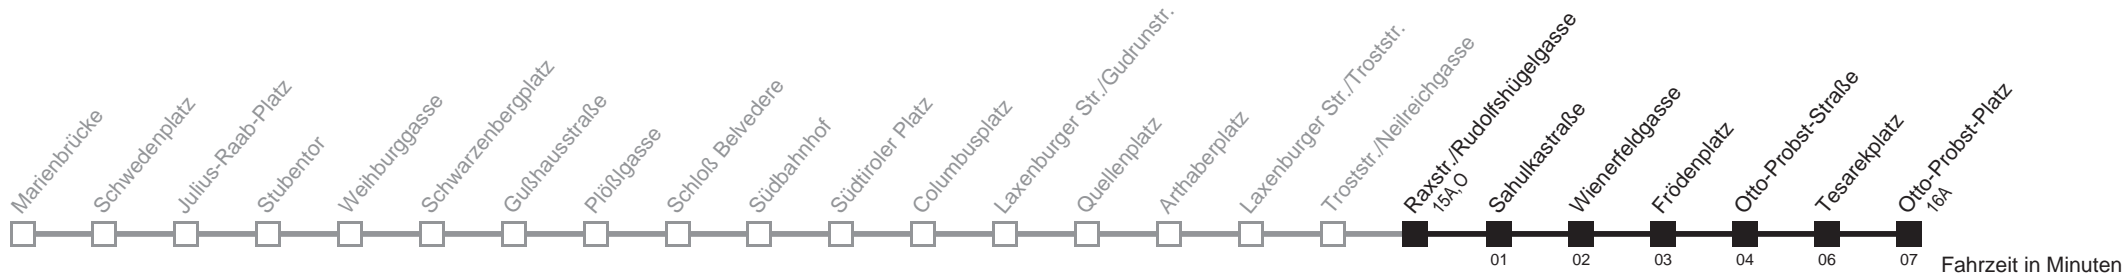 Marienbrücke
Schwedenplatz
Julius-Raab-Platz
Stubentor
Weihburggasse
Schwarzenbergplatz
Gußhausstraße
Plößlgasse
Schloß Belvedere
Südbahnhof
Südtiroler Platz
Columbusplatz
Laxenburger Str./Gudrunstr.
Quellenplatz
Arthaberplatz
Laxenburger Str./Troststr.
Troststr./Neilreichgasse
Raxstr./Rudolfshügelgasse
15A,O
Sahulkastraße
Wienerfeldgasse
Frödenplatz
Otto-Probst-Straße
Tesarekplatz
Otto-Probst-Platz
16A
01 02 03 04 06 07 Fahrzeit in Minuten